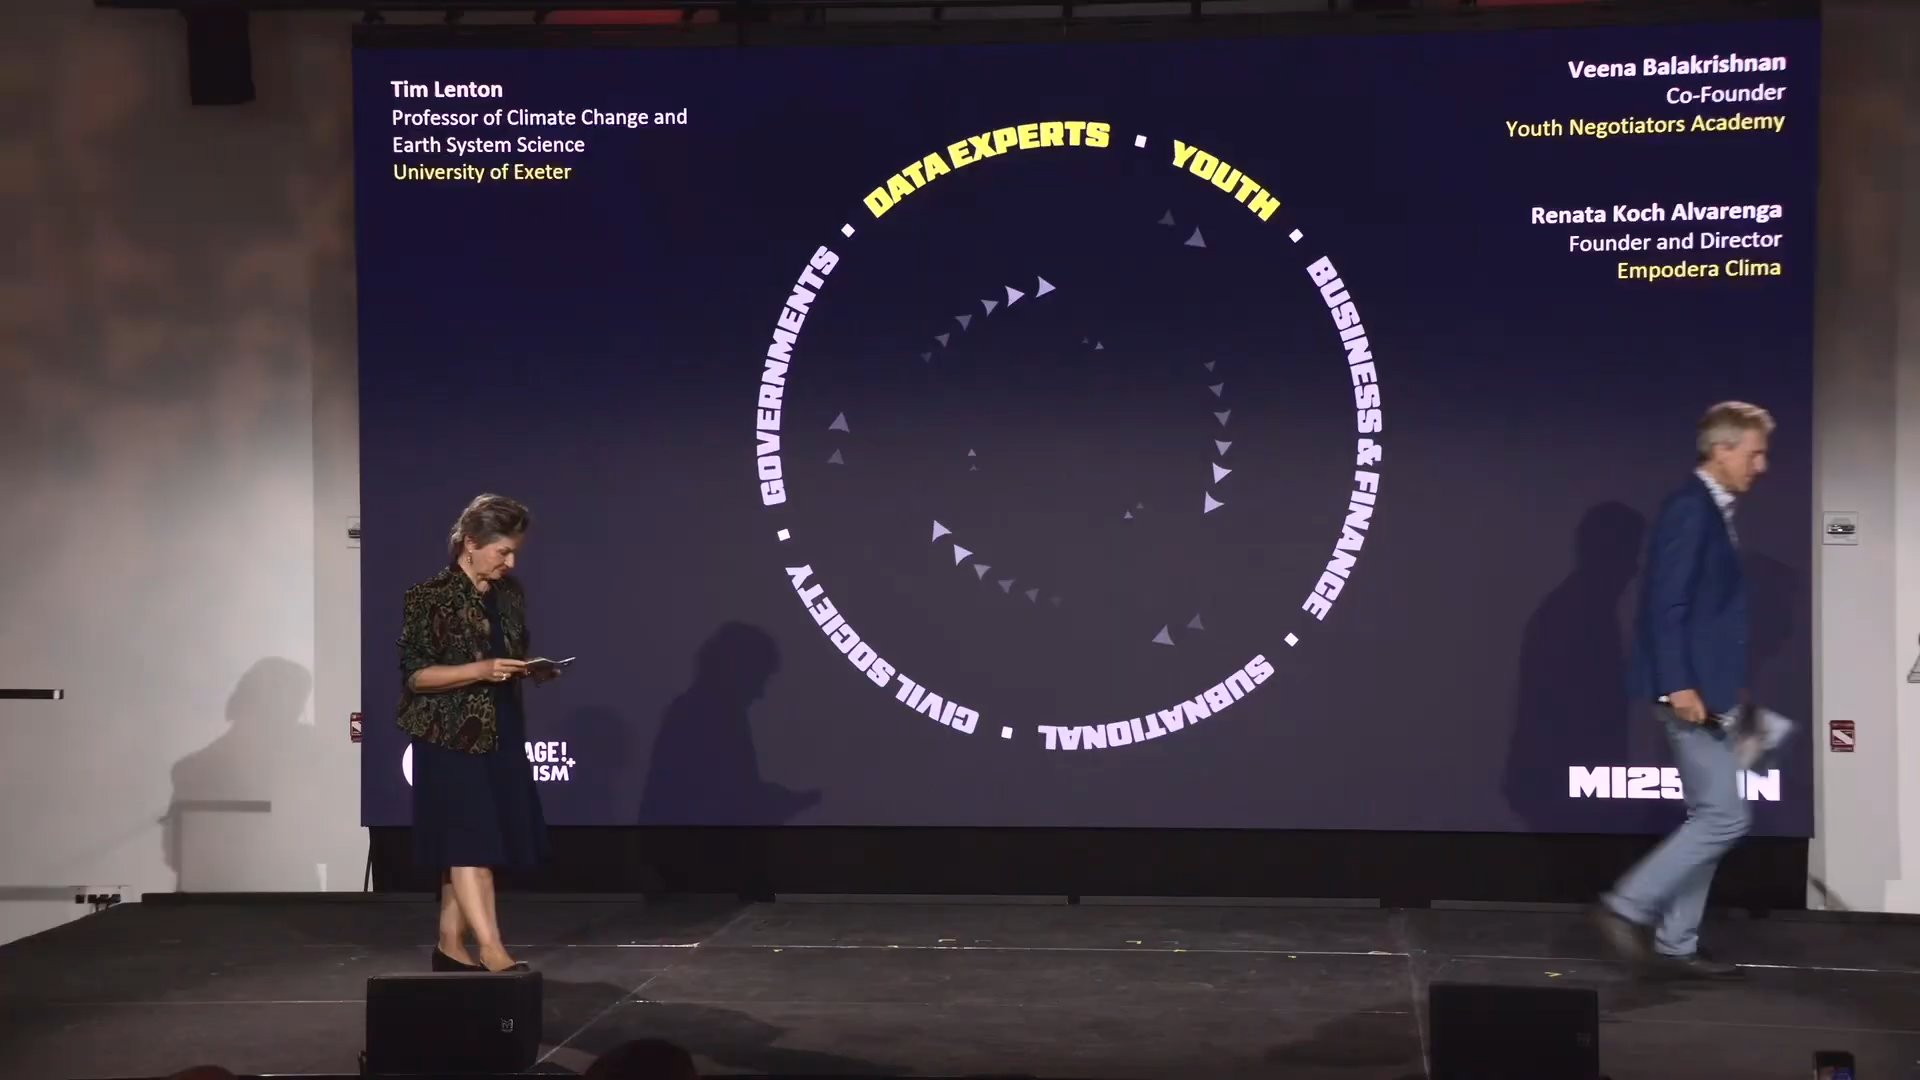 Tim Lenton
Professor of Climate Change and
Earth System Science
University of Exeter
Veena Balakrishnan
Co-Founder
Youth Negotiators Academy
Renata Koch Alvarenga
Founder and Director
Empodera Clima
DATA EXPERTS
YOUTH
BUSINESS & FINANCE
SUBNATIONAL
CIVIL SOCIETY
GOVERNMENTS